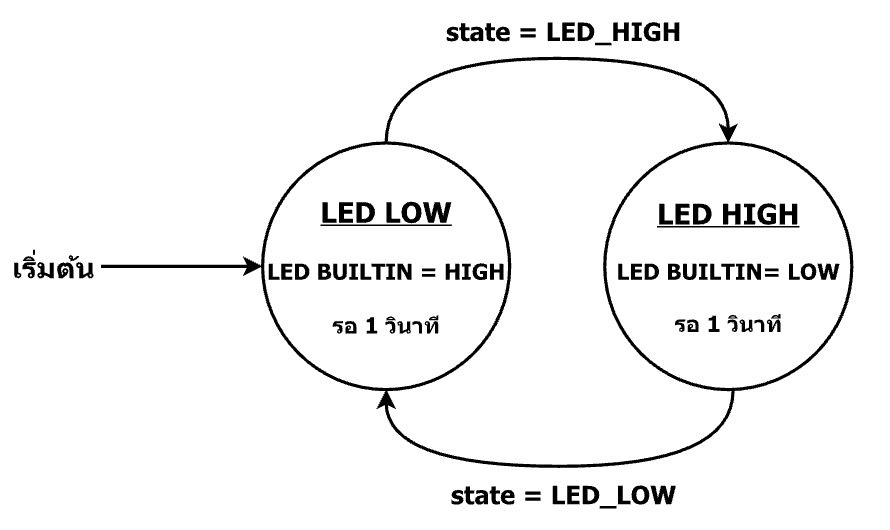 state = LED_HIGH
LED LOW
LED BUILTIN = HIGH
รอ 1 วินาที
LED HIGH
LED BUILTIN= LOW
รอ 1 วินาที
เริ่มต้น
state = LED_LOW